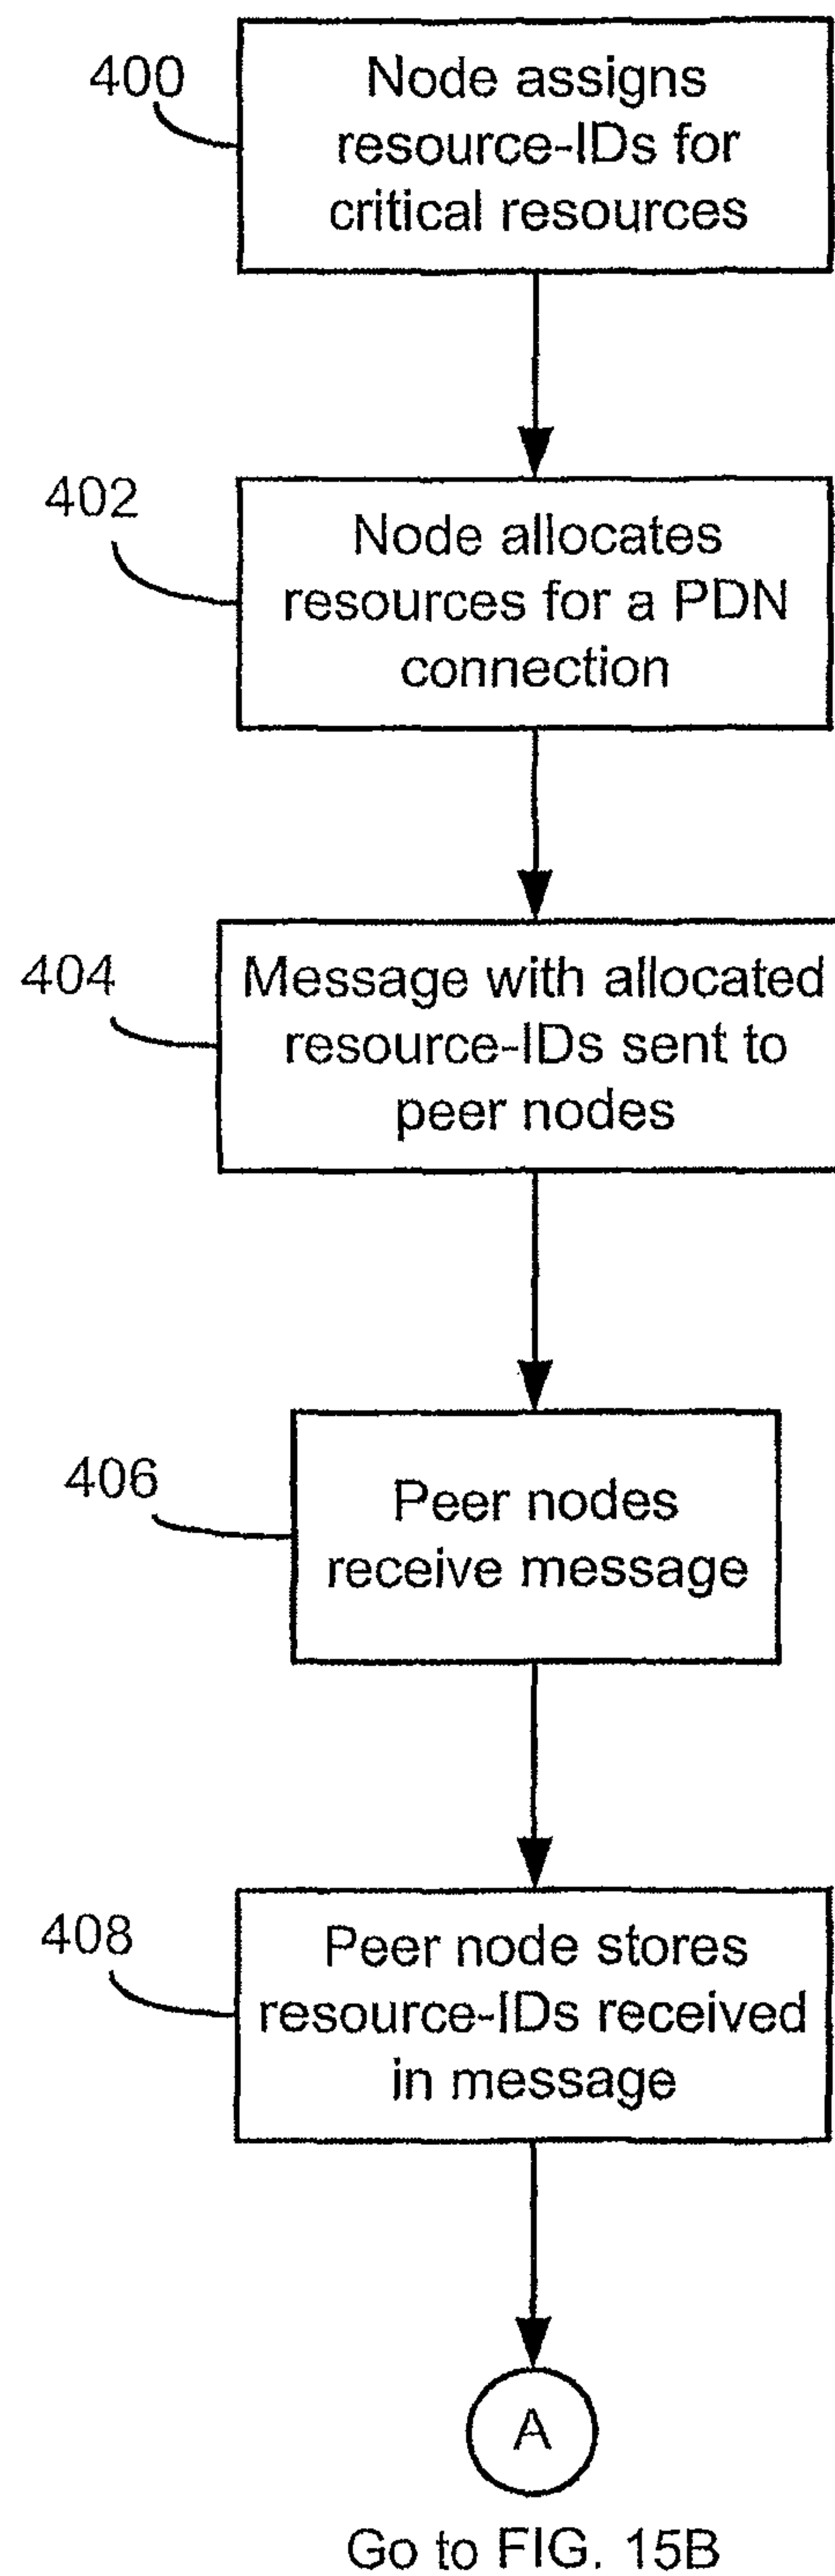 400
Node assigns
resource-IDs for
critical resources
402
Node allocates
resources for a PDN
connection
404
Message with allocated
resource-IDs sent to
peer nodes
406
Peer nodes
receive message
408
Peer node stores
resource-IDs received
in message
A
Go to FIG. 15B